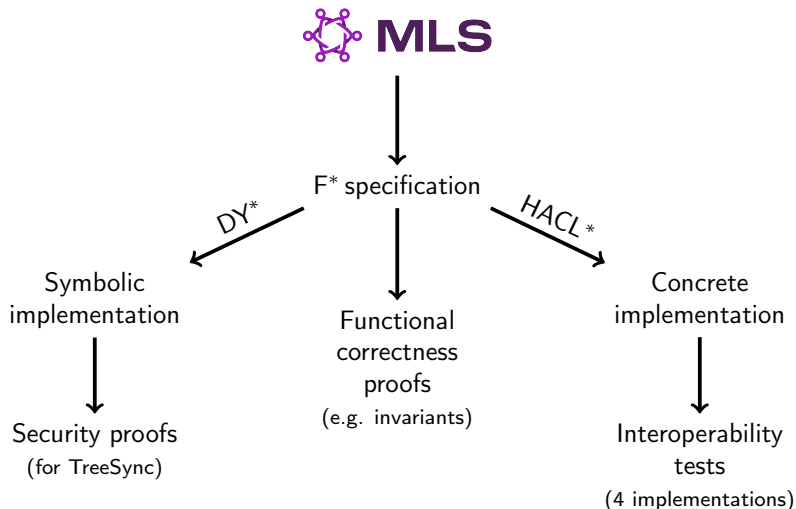 MLS
F* specification
DY*
HACL*
Symbolic
implementation
Functional
correctness
proofs
(e.g. invariants)
Concrete
implementation
Security proofs
(for TreeSync)
Interoperability
tests
(4 implementations)